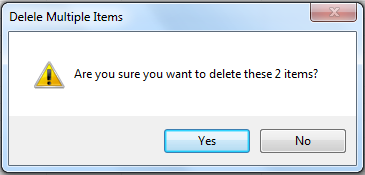 Delele Multiple Items
Are you sure you want to delete these 2 items?
Yes
No